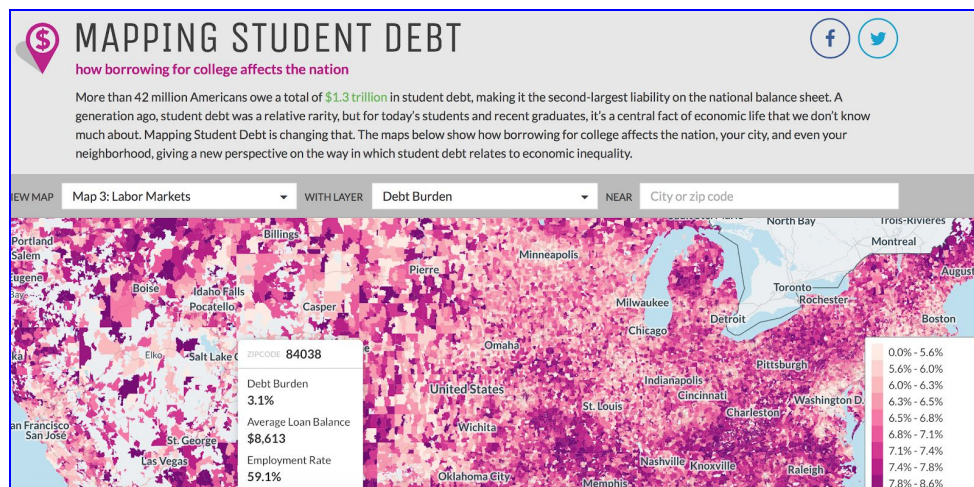 $
MAPPING STUDENT DEBT
how borrowing for college affects the nation
More than 42 million Americans owe a total of $1.3 trillion in student debt, making it the second-largest liability on the national balance sheet. A
generation ago, student debt was a relative rarity, but for today's students and recent graduates, it's a central fact of economic life that we don't know
much about. Mapping Student Debt is changing that. The maps below show how borrowing for college affects the nation, your city, and even your
neighborhood, giving a new perspective on the way in which student debt relates to economic inequality.
IEW MAP Map 3: Labor Markets WITH LAYER Debt Burden NEAR City or zip code
North Bay
Trois-Rivières
Portland
Billings
Montreal
Salem
Minneapolis
ugene
Pierre
August
Boise
Idaho Falls
Toronto
Pocatello
Casper
Rochester
Milwaukee
Detroit
Boston
Chicago
Omaha
Elko
Salt Lake C
Pittsburgh
United States
Indianapolis
Cincinnati
Washington D.
St. Louis
Charleston
an Francisco
San José
Wichita
St. George
Las Vegas
Nashville
Knoxville
Raleigh
Oklahoma City
Memphis
ZIPCODE 84038
Debt Burden
3.1%
Average Loan Balance
$8,613
Employment Rate
59.1%
0.0% - 5.6%
5.6% - 6.0%
6.0% - 6.3%
6.3% - 6.5%
6.5% - 6.8%
6.8% - 7.1%
7.1% - 7.4%
7.4% - 7.8%
7.8% - 8.6%